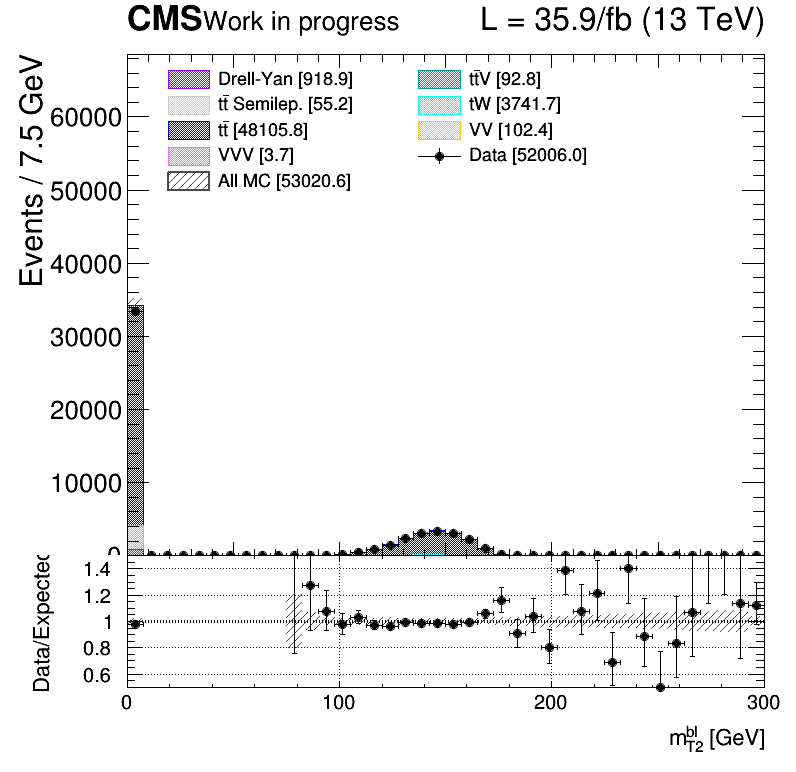 CMS Work in progress L = 35.9/fb (13 TeV)
Events / 7.5 GeV
Drell-Yan [918.9]
tt̄ Semilep. [55.2]
tt̄ [48105.8]
VVV [3.7]
All MC [53020.6]
tt̄V [92.8]
tW [3741.7]
VV [102.4]
Data [52006.0]
60000
50000
40000
30000
20000
10000
0
Data/Expected
1.4
1.2
1
0.8
0.6
0 100 200 300
m_{T2}^{bl} [GeV]